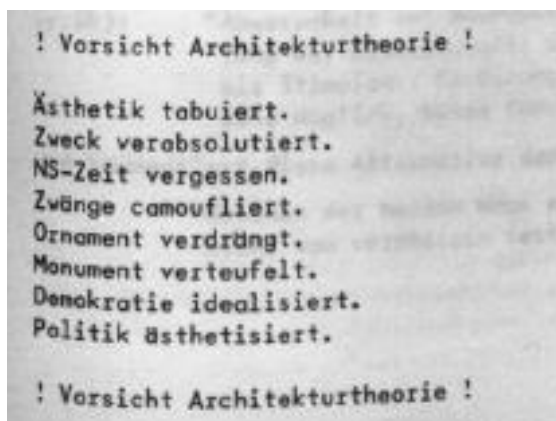 ! Vorsicht Architekturtheorie !
Ästhetik tabuiert.
Zweck verabsolutiert.
NS-Zeit vergessen.
Zwänge camoufliert.
Ornament verdrängt.
Monument verteufelt.
Demokratie idealisiert.
Politik ästhetisiert.
! Vorsicht Architekturtheorie !